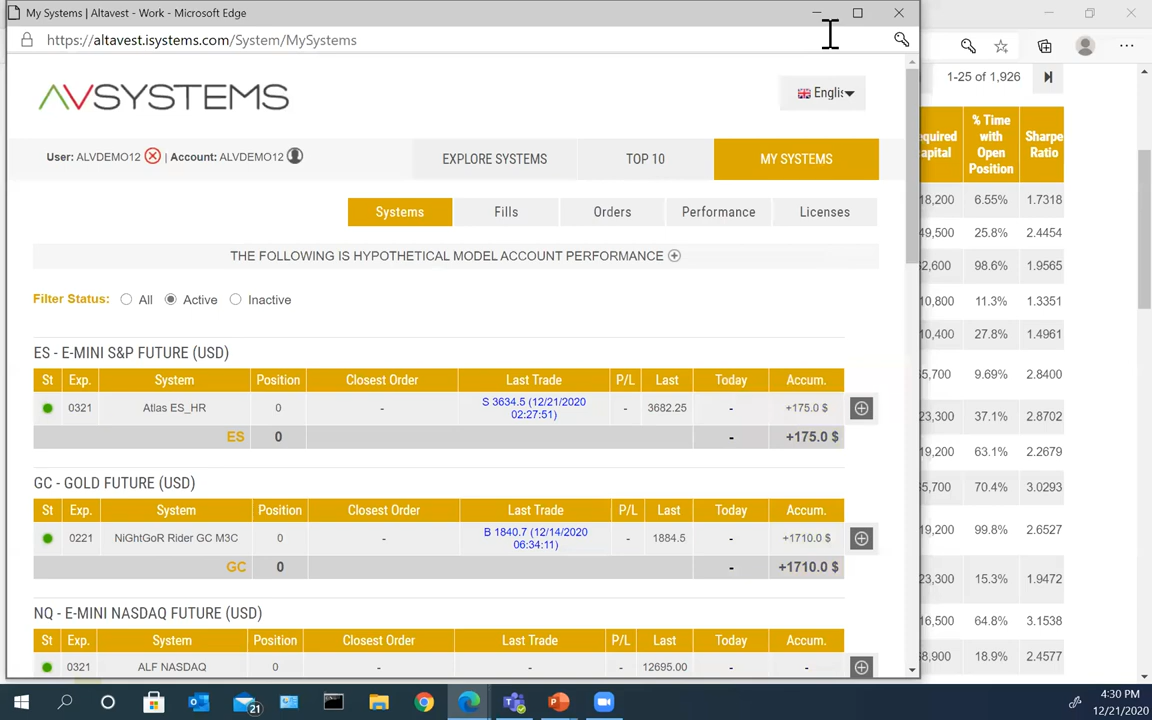 My Systems | Altavest - Work - Microsoft Edge
https://altavest.isystems.com/System/MySystems
AVSYSTEMS
Englis
User: ALVDEMO12 | Account: ALVDEMO12
EXPLORE SYSTEMS TOP 10 MY SYSTEMS
Systems Fills Orders Performance Licenses
THE FOLLOWING IS HYPOTHETICAL MODEL ACCOUNT PERFORMANCE
Filter Status: All Active Inactive
ES - E-MINI S&P FUTURE (USD)
St Exp. System Position Closest Order Last Trade P/L Last Today Accum.
0321 Atlas ES_HR 0 - S 3634.5 (12/21/2020 02:27:51) - 3682.25 - +175.0 $
ES 0 - +175.0 $
GC - GOLD FUTURE (USD)
St Exp. System Position Closest Order Last Trade P/L Last Today Accum.
0221 NiGhtGoR Rider GC M3C 0 - B 1840.7 (12/14/2020 06:34:11) - 1884.5 - +1710.0 $
GC 0 - +1710.0 $
NQ - E-MINI NASDAQ FUTURE (USD)
St Exp. System Position Closest Order Last Trade P/L Last Today Accum.
0321 ALF NASDAQ 0 - - - 12695.00 - -
1-25 of 1,926
quired apital % Time with Open Position Sharpe Ratio
18,200 6.55% 1.7318
49,500 25.8% 2.4454
2,600 98.6% 1.9565
10,800 11.3% 1.3351
10,400 27.8% 1.4961
5,700 9.69% 2.8400
23,300 37.1% 2.8702
19,200 63.1% 2.2679
5,700 70.4% 3.0293
19,200 99.8% 2.6527
23,300 15.3% 1.9472
16,500 64.8% 3.1538
8,900 18.9% 2.4577
21
4:30 PM
12/21/2020